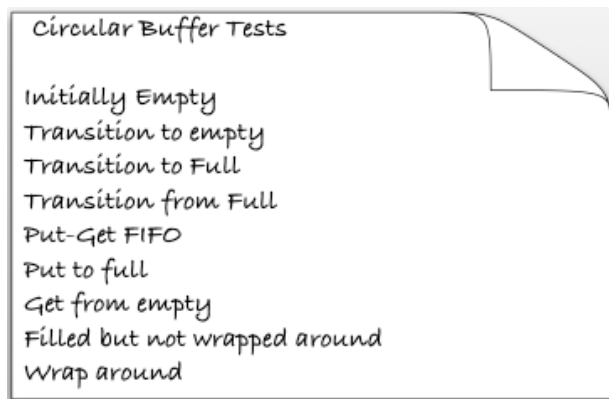 Circular Buffer Tests
Initially Empty
Transition to empty
Transition to Full
Transition from Full
Put-Get FIFO
Put to full
Get from empty
Filled but not wrapped around
Wrap around